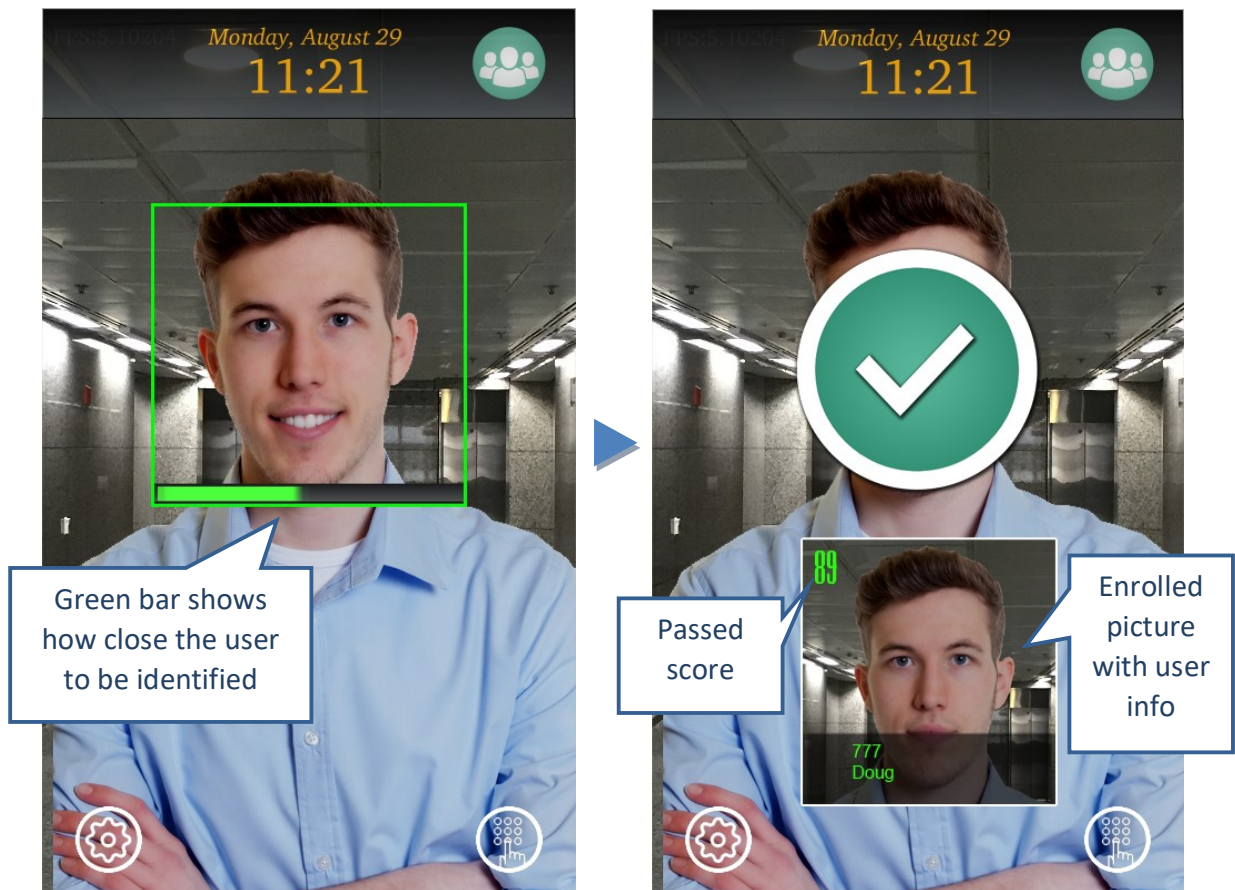 FPS:5.10204
Monday, August 29
11:21
Green bar shows
how close the user
to be identified
FPS:5.10204
Monday, August 29
11:21
89
Passed
score
Enrolled
picture
with user
info
777
Doug